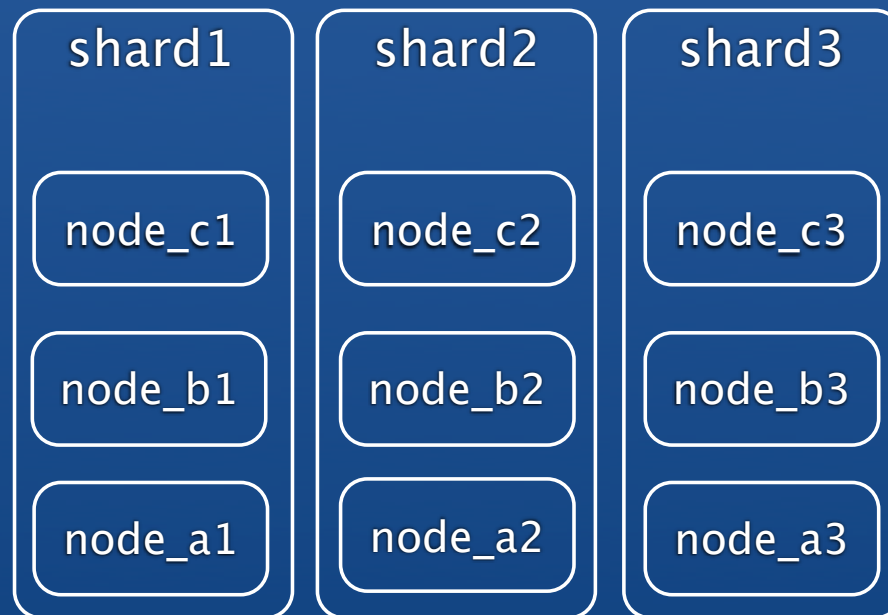 shard1
shard2
shard3
node_c1
node_c2
node_c3
node_b1
node_b2
node_b3
node_a1
node_a2
node_a3